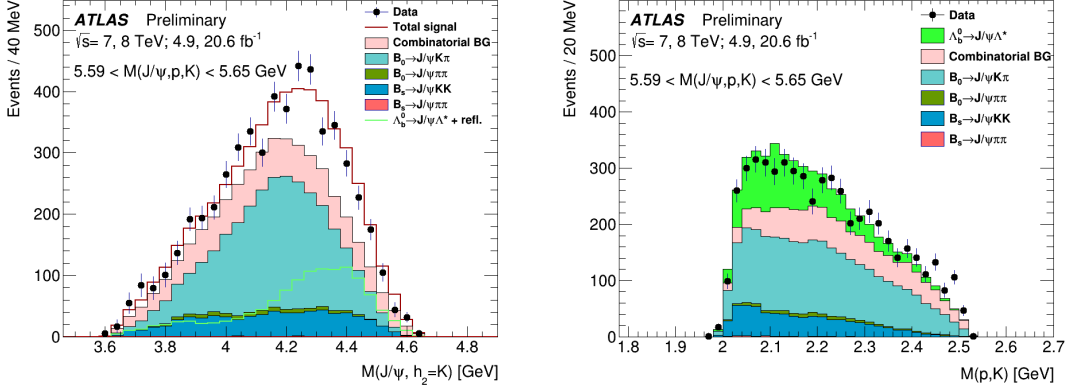 ATLAS Preliminary
√s= 7, 8 TeV; 4.9, 20.6 fb⁻¹
5.59 < M(J/ψ,p,K) < 5.65 GeV
Data
Total signal
Combinatorial BG
B₀→J/ψKπ
B₀→J/ψππ
Bₛ→J/ψKK
Bₛ→J/ψππ
Λ⁰_b→J/ψΛ* + refl.
Events / 40 MeV
500
400
300
200
100
0
3.6 3.8 4 4.2 4.4 4.6 4.8
M(J/ψ, h₂=K) [GeV]
ATLAS Preliminary
√s= 7, 8 TeV; 4.9, 20.6 fb⁻¹
5.59 < M(J/ψ,p,K) < 5.65 GeV
Data
Λ⁰_b→J/ψΛ*
Combinatorial BG
B₀→J/ψKπ
B₀→J/ψππ
Bₛ→J/ψKK
Bₛ→J/ψππ
Events / 20 MeV
500
400
300
200
100
0
1.8 1.9 2 2.1 2.2 2.3 2.4 2.5 2.6 2.7
M(p,K) [GeV]